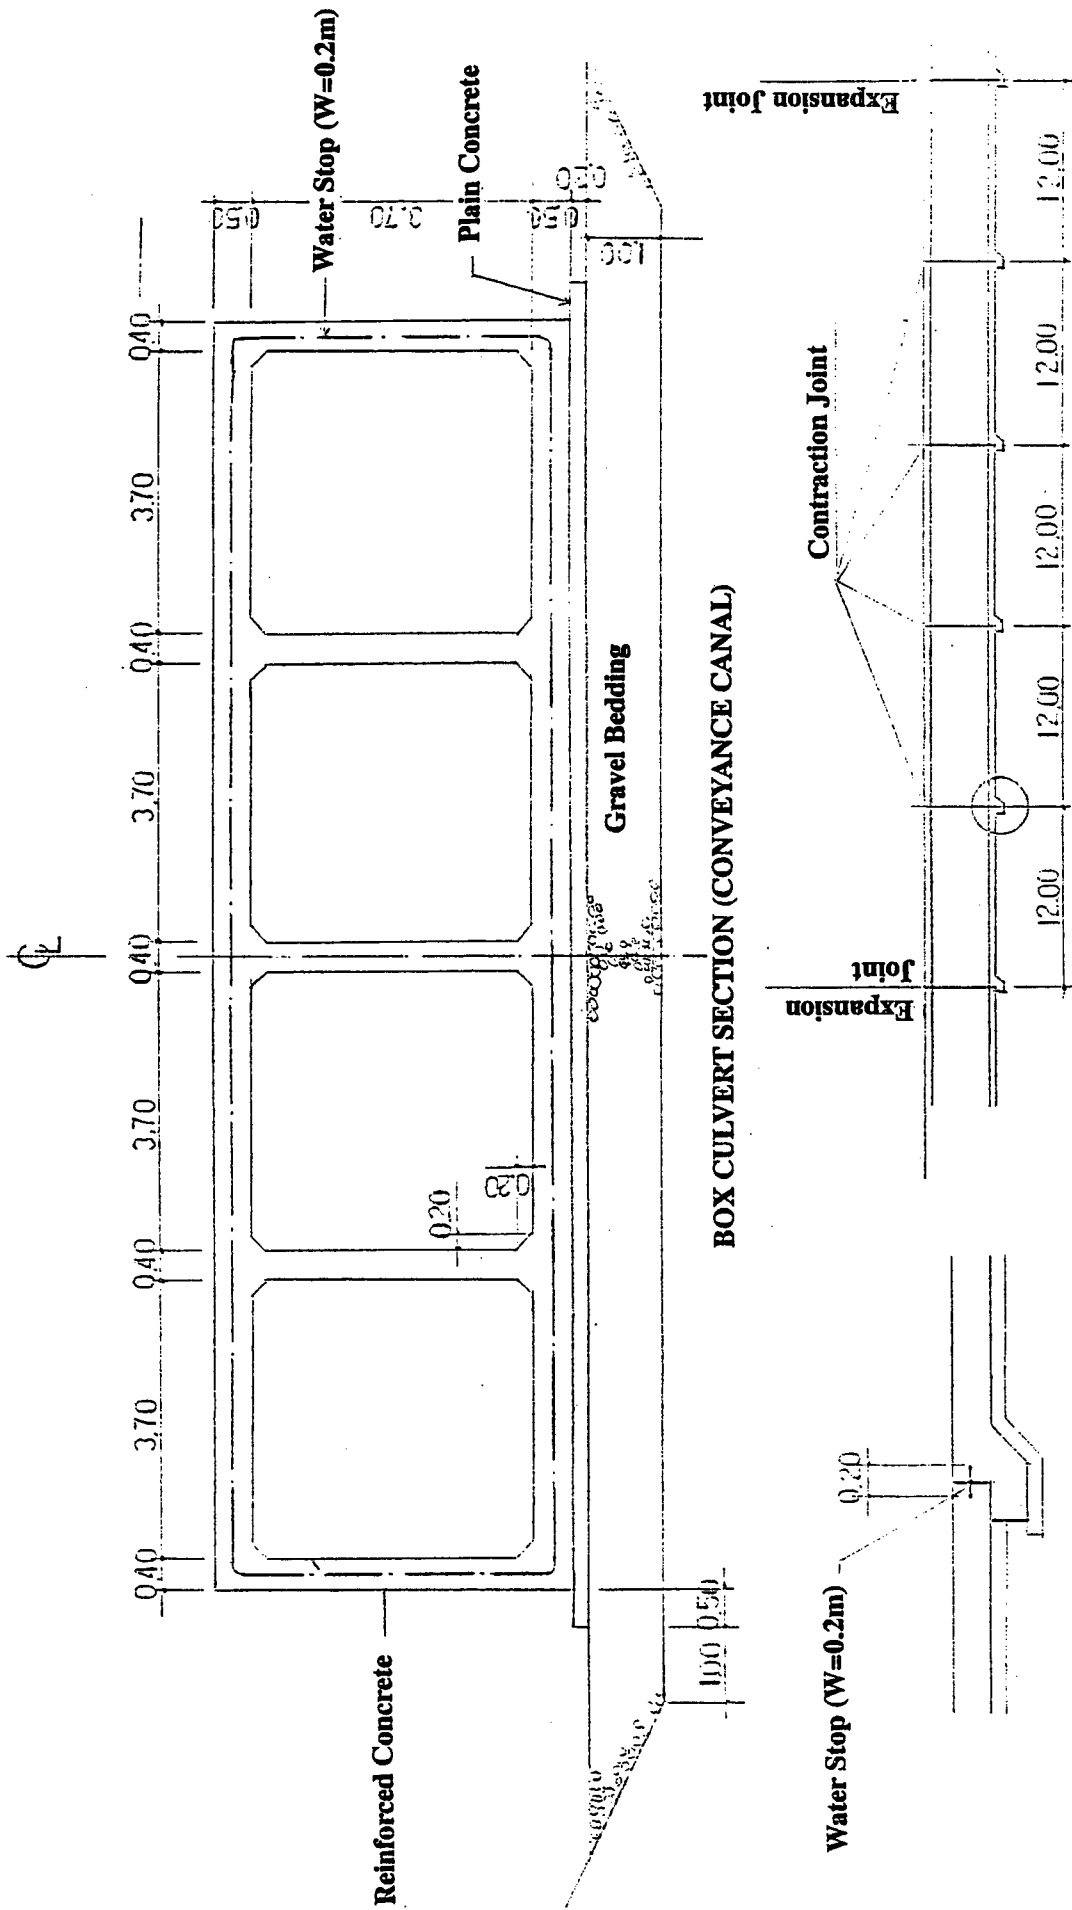 CL
0.40
3.70
0.40
3.70
0.40
3.70
0.40
3.70
0.40
0.50
3.70
0.50
0.20
1.00
Water Stop (W=0.2m)
Plain Concrete
0.20
0.20
Reinforced Concrete
Gravel Bedding
1.00
0.50
BOX CULVERT SECTION (CONVEYANCE CANAL)
Water Stop (W=0.2m)
0.20
Expansion
Joint
Contraction Joint
Expansion Joint
12.00
12.00
12.00
12.00
12.00